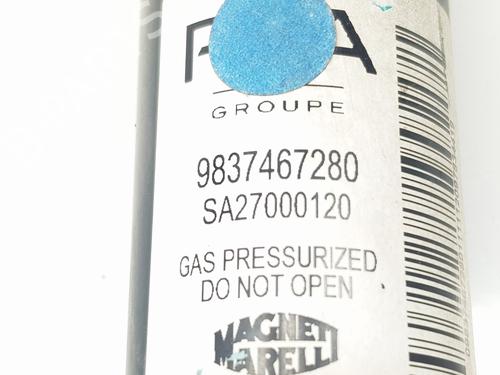 GROUPE
9837467280
SA27000120
GAS PRESSURIZED
DO NOT OPEN
MAGNETI
MARELLI